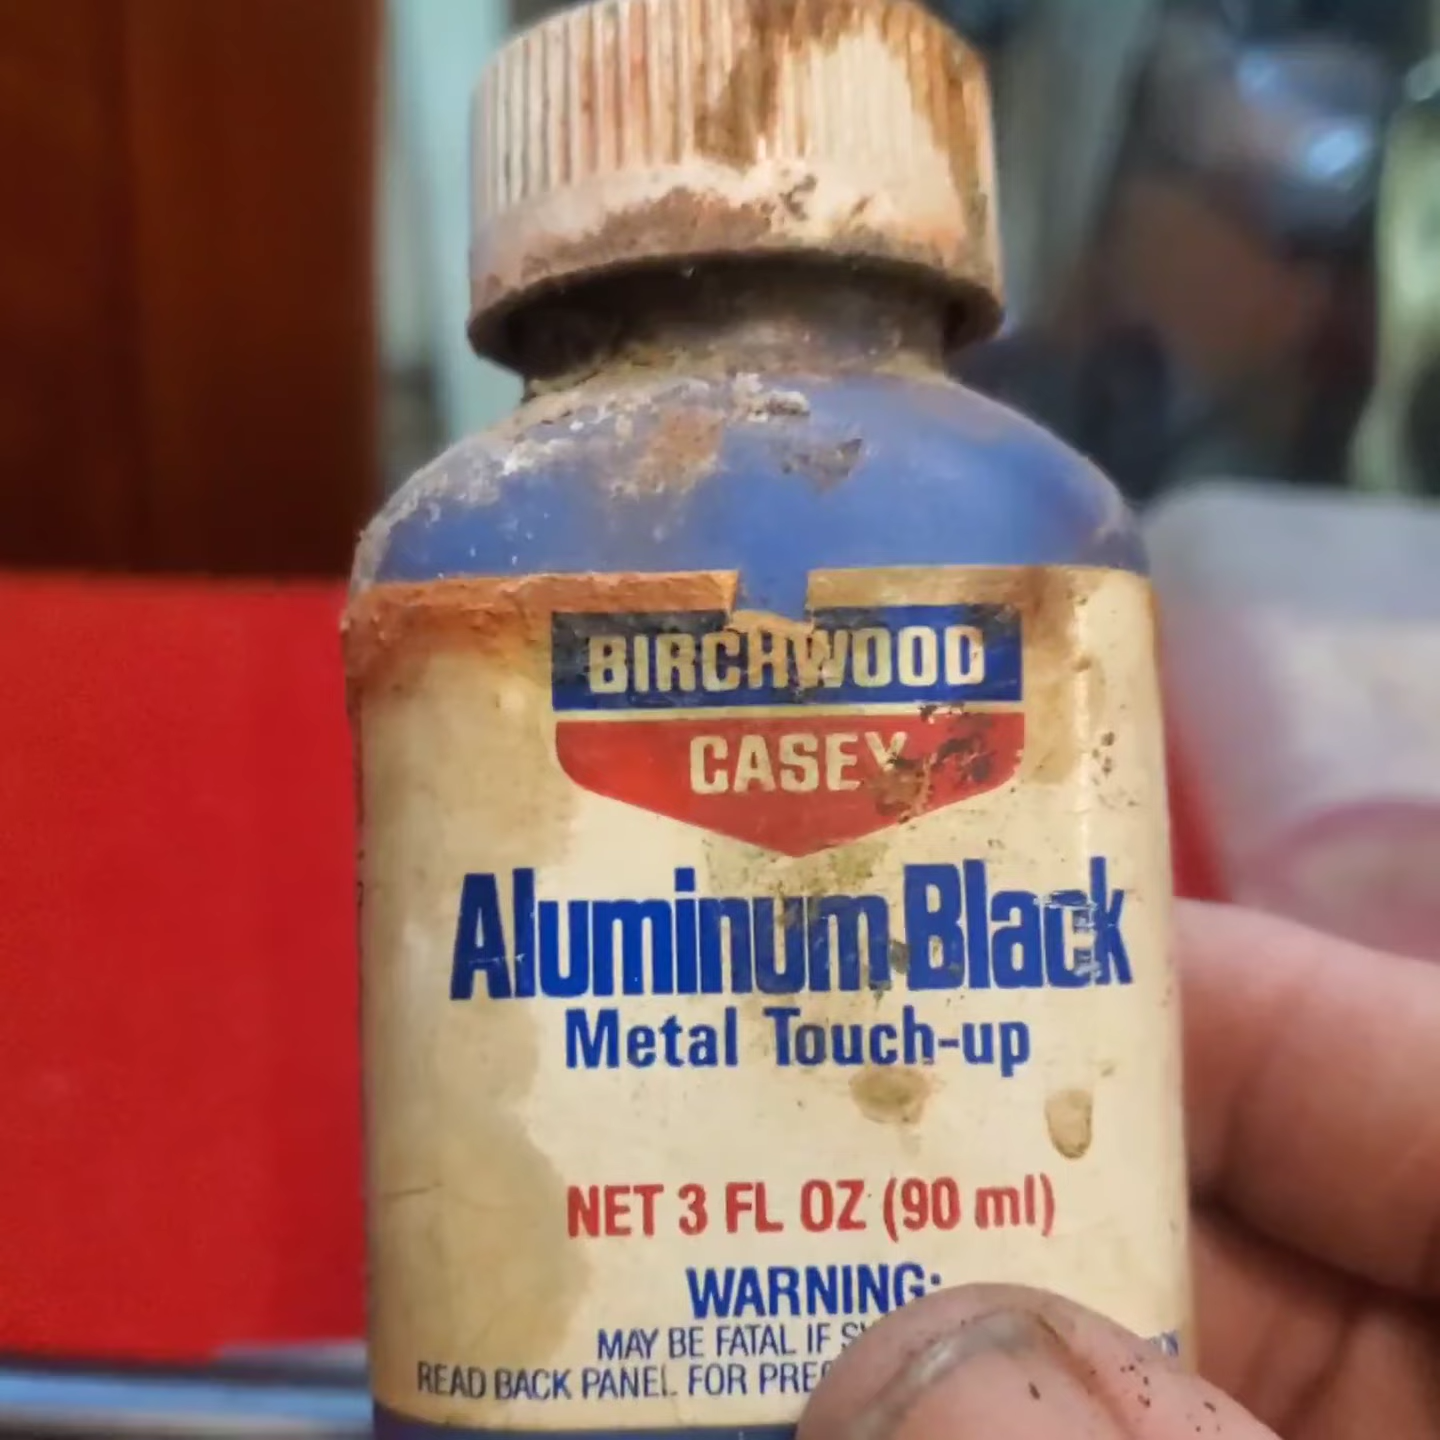 BIRCHWOOD
CASEY
Aluminum Black
Metal Touch-up
NET 3 FL OZ (90 ml)
WARNING:
MAY BE FATAL IF
READ BACK PANEL FOR